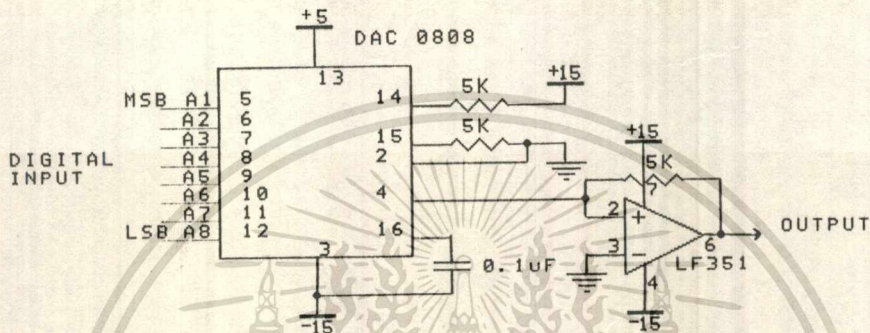 +5
DAC 0808
13
+15
MSB A1 5 14 5K
A2 6
A3 7 15 5K +15
A4 8 2
DIGITAL
INPUT
A5 9 5K
A6 10 4 7
A7 11 2 +
LSB A8 12 16 6 OUTPUT
3 0.1uF 3 - LF351
4
-15 -15